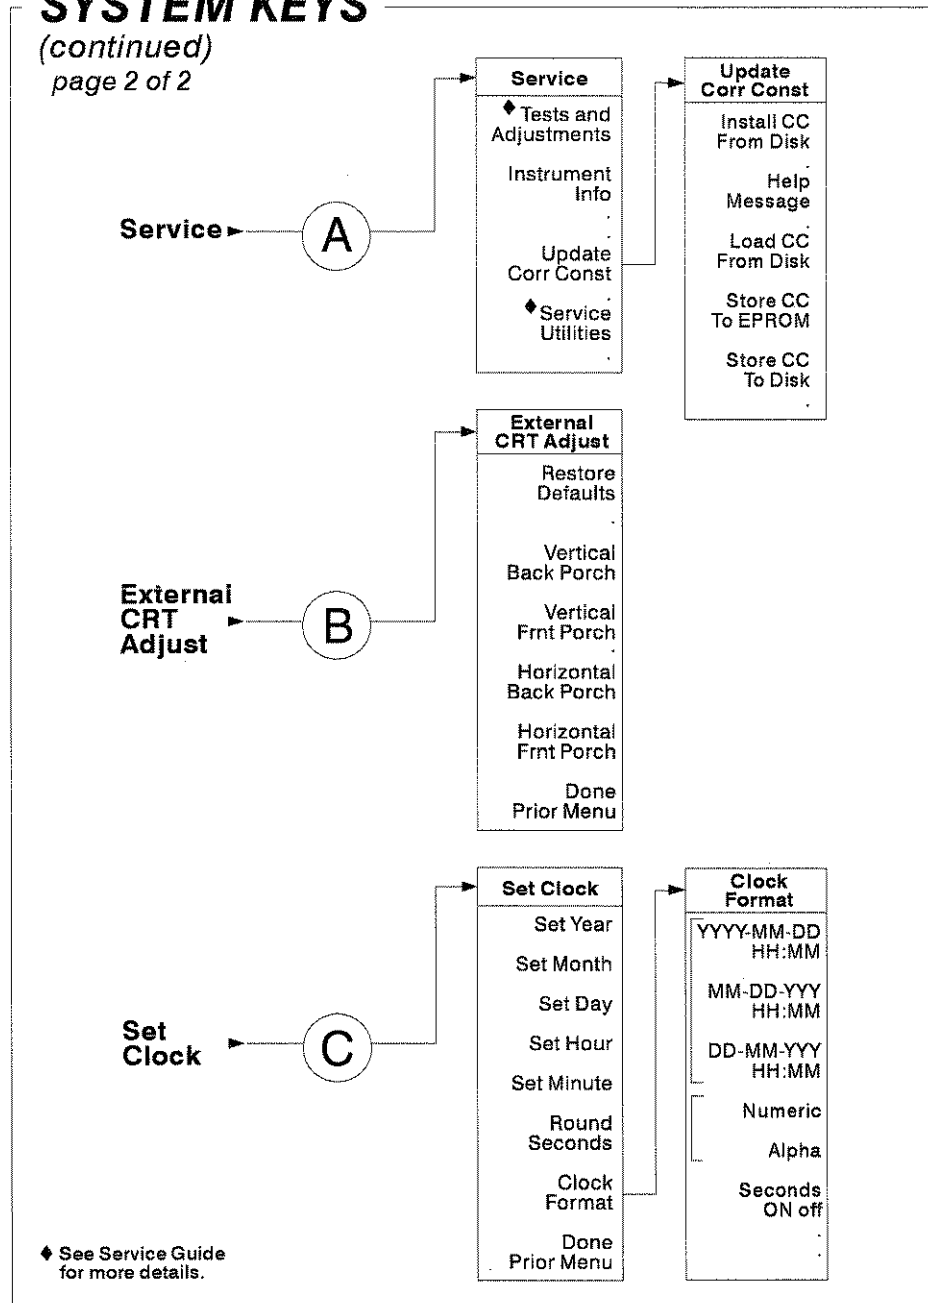 SYSTEM KEYS
(continued)
page 2 of 2
Service
A
Service
♦ Tests and
Adjustments
Instrument
Info
.
.
Update
Corr Const
♦ Service
Utilities
.
Update
Corr Const
Install CC
From Disk
.
Help
Message
.
Load CC
From Disk
Store CC
To EPROM
Store CC
To Disk
.
External
CRT
Adjust
B
External
CRT Adjust
Restore
Defaults
.
Vertical
Back Porch
Vertical
Frnt Porch
.
Horizontal
Back Porch
Horizontal
Frnt Porch
Done
Prior Menu
Set
Clock
C
Set Clock
Set Year
Set Month
Set Day
Set Hour
Set Minute
Round
Seconds
Clock
Format
Done
Prior Menu
Clock
Format
YYYY-MM-DD
HH:MM
MM-DD-YYY
HH:MM
DD-MM-YYY
HH:MM
Numeric
Alpha
Seconds
ON off
.
.
♦ See Service Guide
for more details.